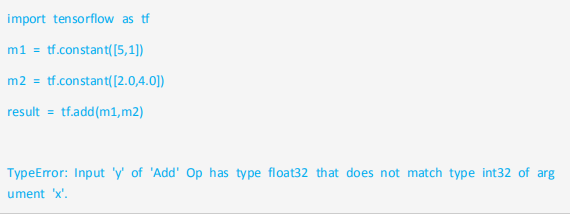 import tensorflow as tf
m1 = tf.constant([5,1])
m2 = tf.constant([2.0,4.0])
result = tf.add(m1,m2)
TypeError: Input 'y' of 'Add' Op has type float32 that does not match type int32 of arg
ument 'x'.